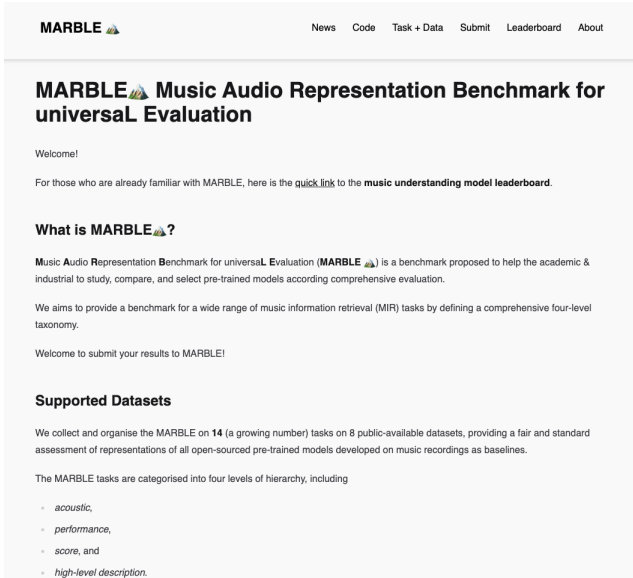 MARBLE🏔️
News Code Task + Data Submit Leaderboard About
MARBLE🏔️ Music Audio Representation Benchmark for
universaL Evaluation
Welcome!
For those who are already familiar with MARBLE, here is the quick link to the music understanding model leaderboard.
What is MARBLE🏔️?
Music Audio Representation Benchmark for universaL Evaluation (MARBLE 🏔️) is a benchmark proposed to help the academic &
industrial to study, compare, and select pre-trained models according comprehensive evaluation.
We aims to provide a benchmark for a wide range of music information retrieval (MIR) tasks by defining a comprehensive four-level
taxonomy.
Welcome to submit your results to MARBLE!
Supported Datasets
We collect and organise the MARBLE on 14 (a growing number) tasks on 8 public-available datasets, providing a fair and standard
assessment of representations of all open-sourced pre-trained models developed on music recordings as baselines.
The MARBLE tasks are categorised into four levels of hierarchy, including
acoustic,
performance,
score, and
high-level description.